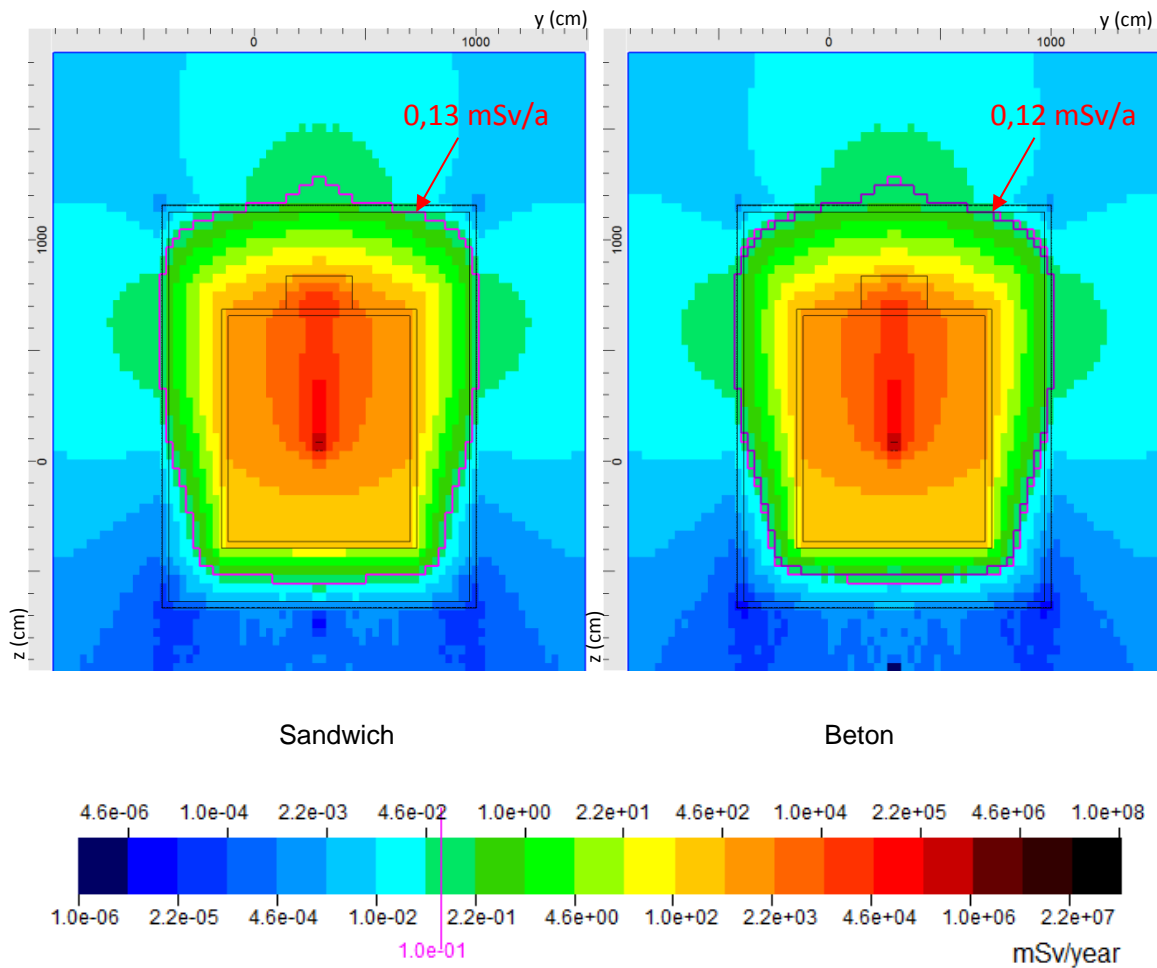 y (cm) y (cm)
0 1000 0 1000
0,13 mSv/a 0,12 mSv/a
1000 1000
0 0
z (cm) z (cm)
Sandwich Beton
4.6e-06 1.0e-04 2.2e-03 4.6e-02 1.0e+00 2.2e+01 4.6e+02 1.0e+04 2.2e+05 4.6e+06 1.0e+08
1.0e-06 2.2e-05 4.6e-04 1.0e-02 2.2e-01 4.6e+00 1.0e+02 2.2e+03 4.6e+04 1.0e+06 2.2e+07
1.0e-01 mSv/year